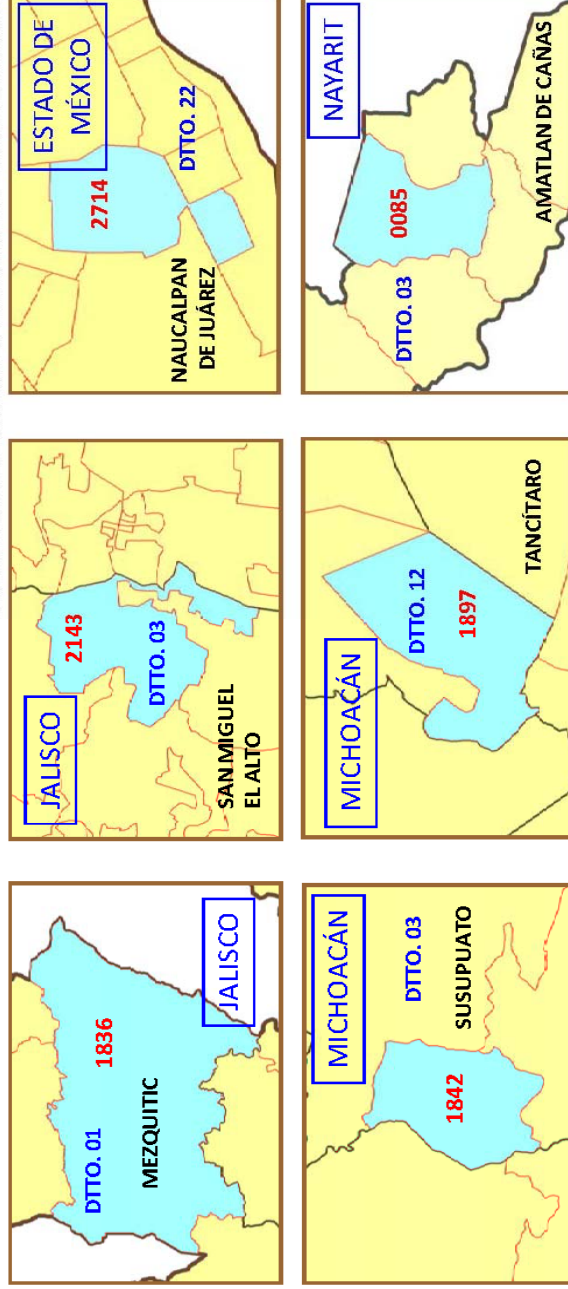 DTTO. 01
1836
MEZQUITIC
JALISCO
JALISCO
2143
DTTO. 03
SAN MIGUEL
EL ALTO
ESTADO DE
MÉXICO
2714
DTTO. 22
NAUCALPAN
DE JUÁREZ
MICHOACÁN
DTTO. 03
1842
SUSUPUATO
MICHOACÁN
DTTO. 12
1897
TANCÍTARO
NAYARIT
0085
DTTO. 03
AMATLAN DE CAÑAS